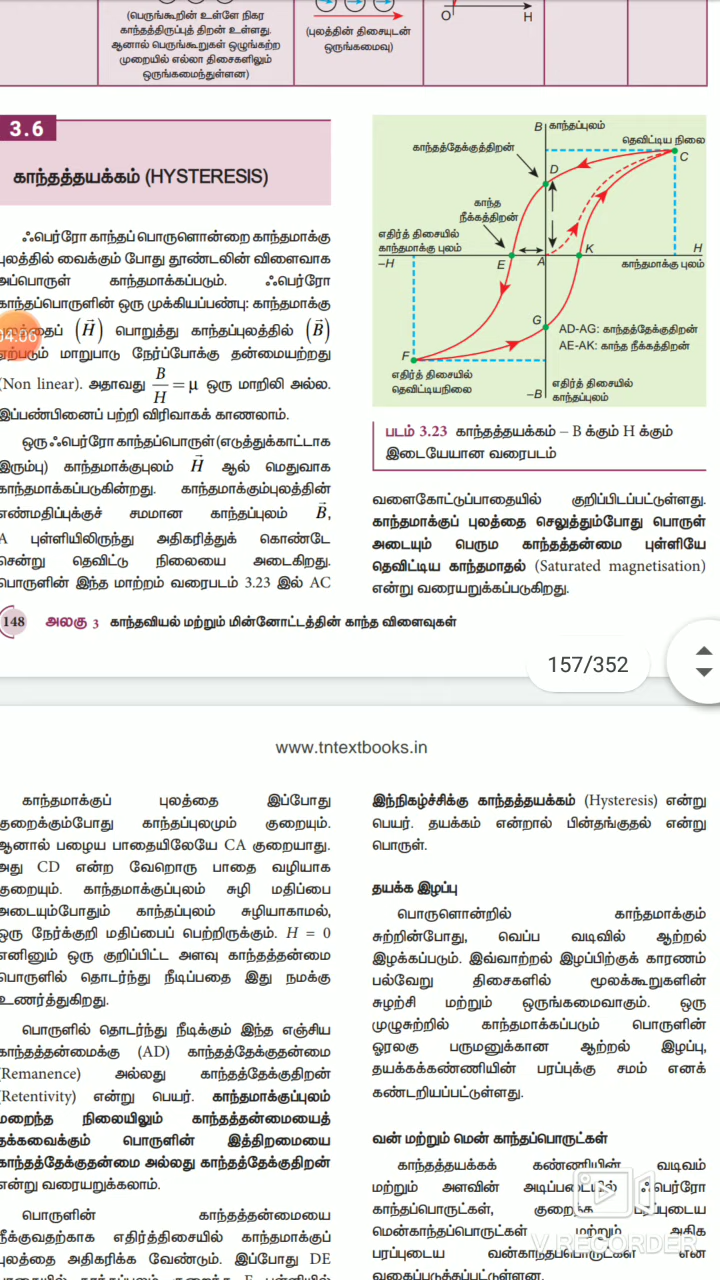 (பெருங்கூறின் உள்ளே நிகர
காந்தத்திருப்புத் திறன் உள்ளது.
ஆனால் பெருங்கூறுகள் ஒழுங்கற்ற
முறையில் எல்லா திசைகளிலும்
ஒருங்கமைந்துள்ளன)
(புலத்தின் திசையுடன்
ஒருங்கமைவு)
O
H
3.6
காந்தத்தயக்கம் (HYSTERESIS)
ஃபெர்ரோ காந்தப் பொருளொன்றை காந்தமாக்கு
புலத்தில் வைக்கும் போது தூண்டலின் விளைவாக
அப்பொருள் காந்தமாக்கப்படும். ஃபெர்ரோ
காந்தப்பொருளின் ஒரு முக்கியப்பண்பு: காந்தமாக்கு
(H⃗) பொறுத்து காந்தப்புலத்தில் (B⃗)
04:00
ஏற்படும் மாறுபாடு நேர்ப்போக்கு தன்மையற்றது
(Non linear). அதாவது B/H = μ ஒரு மாறிலி அல்ல.
இப்பண்பினைப் பற்றி விரிவாகக் காணலாம்.
ஒரு ஃபெர்ரோ காந்தப்பொருள் (எடுத்துக்காட்டாக
இரும்பு) காந்தமாக்குபுலம் H⃗ ஆல் மெதுவாக
காந்தமாக்கப்படுகின்றது. காந்தமாக்கும்புலத்தின்
எண்மதிப்புக்குச் சமமான காந்தப்புலம் B⃗,
A புள்ளியிலிருந்து அதிகரித்துக் கொண்டே
சென்று தெவிட்டு நிலையை அடைகிறது.
பொருளின் இந்த மாற்றம் வரைபடம் 3.23 இல் AC
B காந்தப்புலம்
தெவிட்டிய நிலை
காந்தத்தேக்குத்திறன்
C
D
காந்த
நீக்கத்திறன்
எதிர்த் திசையில்
காந்தமாக்கு புலம்
–H
H
K
E
A
காந்தமாக்கு புலம்
G
AD-AG: காந்தத்தேக்குதிறன்
AE-AK: காந்த நீக்கத்திறன்
F
எதிர்த் திசையில்
தெவிட்டியநிலை
–B
எதிர்த் திசையில்
காந்தப்புலம்
படம் 3.23 காந்தத்தயக்கம் – B க்கும் H க்கும்
இடையேயான வரைபடம்
வளைகோட்டுப்பாதையில் குறிப்பிடப்பட்டுள்ளது.
காந்தமாக்குப் புலத்தை செலுத்தும்போது பொருள்
அடையும் பெரும காந்தத்தன்மை புள்ளியே
தெவிட்டிய காந்தமாதல் (Saturated magnetisation)
என்று வரையறுக்கப்படுகிறது.
148 அலகு 3 காந்தவியல் மற்றும் மின்னோட்டத்தின் காந்த விளைவுகள்
157/352
www.tntextbooks.in
காந்தமாக்குப் புலத்தை இப்போது
குறைக்கும்போது காந்தப்புலமும் குறையும்.
ஆனால் பழைய பாதையிலேயே CA குறையாது.
அது CD என்ற வேறொரு பாதை வழியாக
குறையும். காந்தமாக்குப்புலம் சுழி மதிப்பை
அடையும்போதும் காந்தப்புலம் சுழியாகாமல்,
ஒரு நேர்க்குறி மதிப்பைப் பெற்றிருக்கும். H = 0
எனினும் ஒரு குறிப்பிட்ட அளவு காந்தத்தன்மை
பொருளில் தொடர்ந்து நீடிப்பதை இது நமக்கு
உணர்த்துகிறது.
பொருளில் தொடர்ந்து நீடிக்கும் இந்த எஞ்சிய
காந்தத்தன்மைக்கு (AD) காந்தத்தேக்குதன்மை
(Remanence) அல்லது காந்தத்தேக்குதிறன்
(Retentivity) என்று பெயர். காந்தமாக்குப்புலம்
மறைந்த நிலையிலும் காந்தத்தன்மையைத்
தக்கவைக்கும் பொருளின் இத்திறமையை
காந்தத்தேக்குதன்மை அல்லது காந்தத்தேக்குதிறன்
என்று வரையறுக்கலாம்.
பொருளின் காந்தத்தன்மையை
நீக்குவதற்காக எதிர்த்திசையில் காந்தமாக்குப்
புலத்தை அதிகரிக்க வேண்டும். இப்போது DE
இந்நிகழ்ச்சிக்கு காந்தத்தயக்கம் (Hysteresis) என்று
பெயர். தயக்கம் என்றால் பின்தங்குதல் என்று
பொருள்.
தயக்க இழப்பு
பொருளொன்றில் காந்தமாக்கும்
சுற்றின்போது, வெப்ப வடிவில் ஆற்றல்
இழக்கப்படும். இவ்வாற்றல் இழப்பிற்குக் காரணம்
பல்வேறு திசைகளில் மூலக்கூறுகளின்
சுழற்சி மற்றும் ஒருங்கமைவாகும். ஒரு
முழுசுற்றில் காந்தமாக்கப்படும் பொருளின்
ஓரலகு பருமனுக்கான ஆற்றல் இழப்பு,
தயக்கக்கண்ணியின் பரப்புக்கு சமம் எனக்
கண்டறியப்பட்டுள்ளது.
வன் மற்றும் மென் காந்தப்பொருட்கள்
காந்தத்தயக்கக் கண்ணியின் வடிவம்
மற்றும் அளவின் அடிப்படையில் ஃபெர்ரோ
காந்தப்பொருட்கள், குறைந்த பரப்புடைய
மென்காந்தப்பொருட்கள் மற்றும் அதிக
பரப்புடைய வன்காந்தப்பொருட்கள் என
வகைப்படுத்தப்பட்டுள்ளன.
V RECORDER